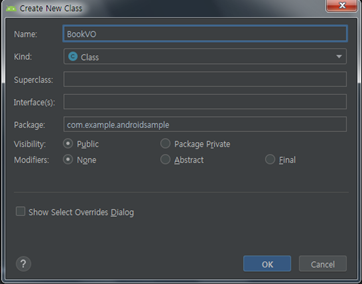 Create New Class
Name: BookVO
Kind: C Class
Superclass:
Interface(s):
Package: com.example.androidsample
Visibility: Public Package Private
Modifiers: None Abstract Final
Show Select Overrides Dialog
? OK Cancel